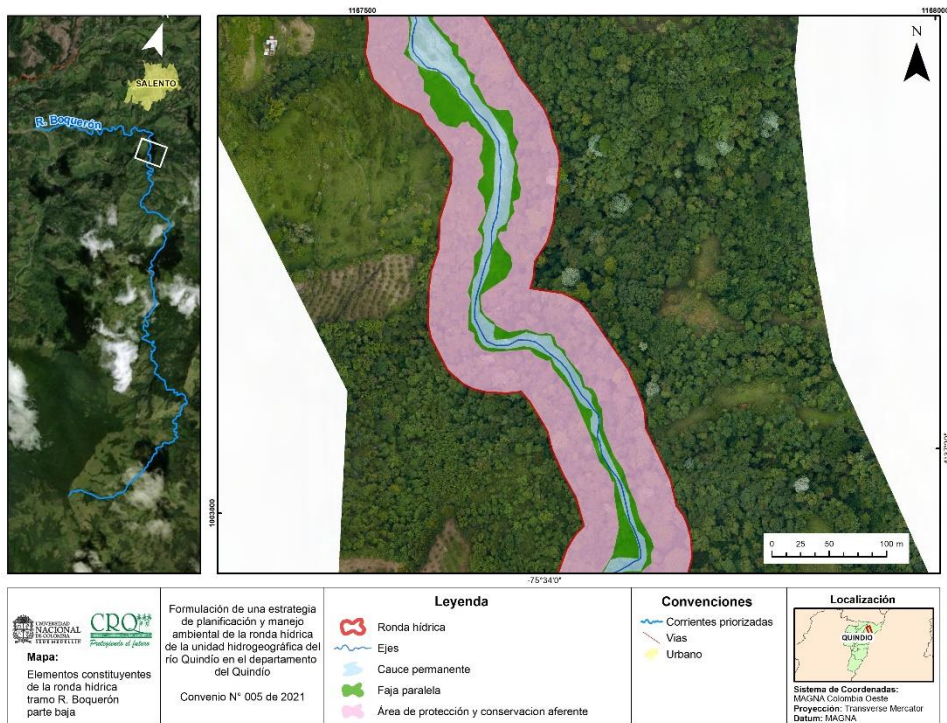 1167500
1168000
SALENTO
R. Boquerón
N
1003000
0 25 50 100 m
-75°34'0"
UNIVERSIDAD
NACIONAL
DE COLOMBIA
CRQ
Protegiendo el futuro
Mapa:
Elementos constituyentes
de la ronda hídrica
tramo R. Boquerón
parte baja
Formulación de una estrategia
de planificación y manejo
ambiental de la ronda hídrica
de la unidad hidrogeográfica del
río Quindío en el departamento
del Quindío
Convenio N° 005 de 2021
Leyenda
Ronda hídrica
Ejes
Cauce permanente
Faja paralela
Área de protección y conservacion aferente
Convenciones
Corrientes priorizadas
Vias
Urbano
Localización
QUINDIO
Sistema de Coordenadas:
MAGNA Colombia Oeste
Proyección: Transverse Mercator
Datum: MAGNA